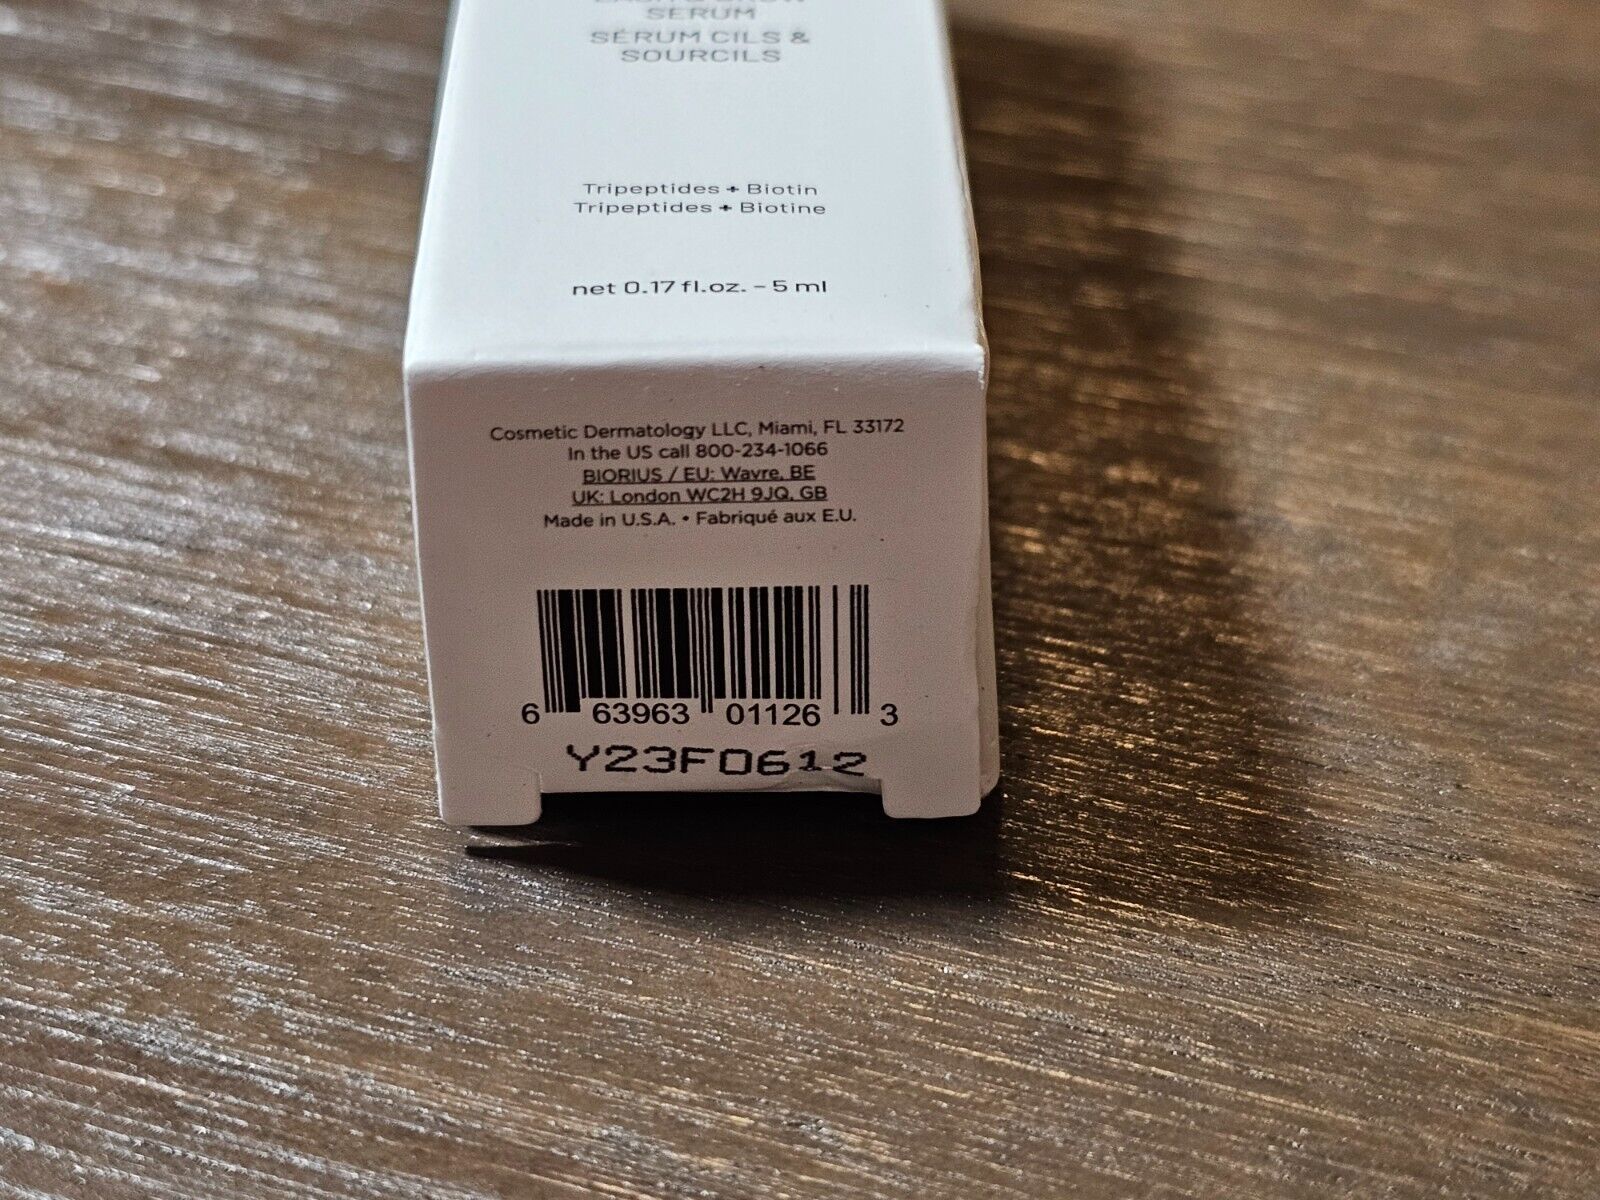 LASH & BROW
SERUM
SÉRUM CILS &
SOURCILS
Tripeptides + Biotin
Tripeptides + Biotine
net 0.17 fl.oz. – 5 ml
Cosmetic Dermatology LLC, Miami, FL 33172
In the US call 800-234-1066
BIORIUS / EU: Wavre, BE
UK: London WC2H 9JQ, GB
Made in U.S.A. • Fabriqué aux E.U.
6 63963 01126 3
Y23F0612